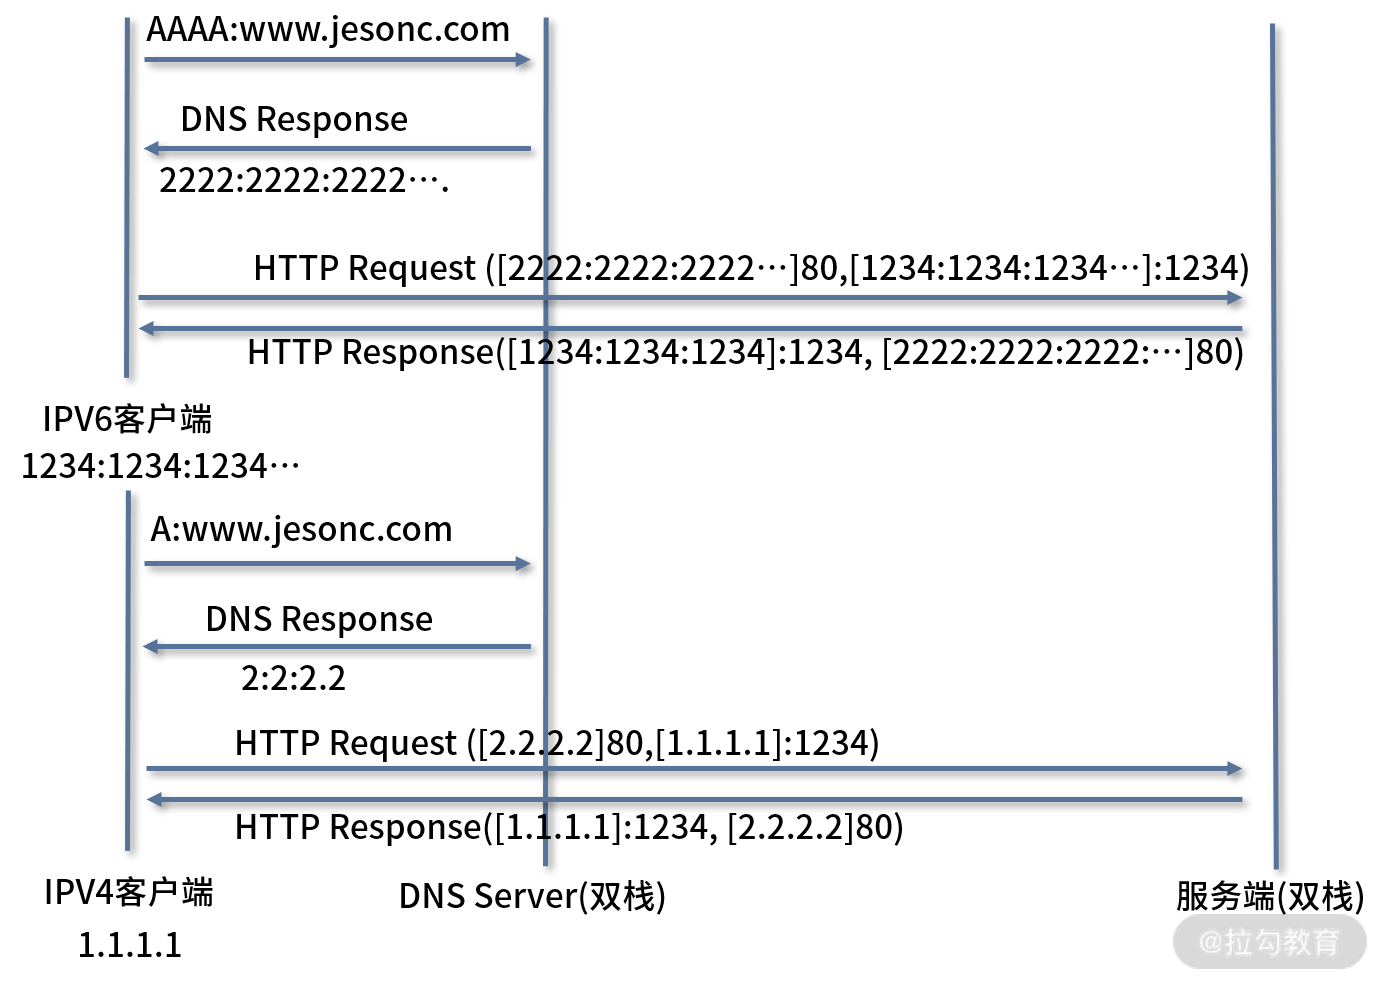 AAAA:www.jesonc.com
DNS Response
2222:2222:2222….
HTTP Request ([2222:2222:2222…]80,[1234:1234:1234…]:1234)
HTTP Response([1234:1234:1234]:1234, [2222:2222:2222:…]80)
IPV6客户端
1234:1234:1234…
A:www.jesonc.com
DNS Response
2:2:2.2
HTTP Request ([2.2.2.2]80,[1.1.1.1]:1234)
HTTP Response([1.1.1.1]:1234, [2.2.2.2]80)
IPV4客户端
1.1.1.1
DNS Server(双栈)
服务端(双栈)
@拉勾教育